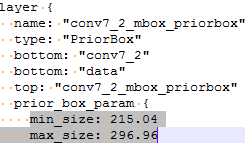 layer {
  name: "conv7_2_mbox_priorbox"
  type: "PriorBox"
  bottom: "conv7_2"
  bottom: "data"
  top: "conv7_2_mbox_priorbox"
  prior_box_param {
    min_size: 215.04
    max_size: 296.96